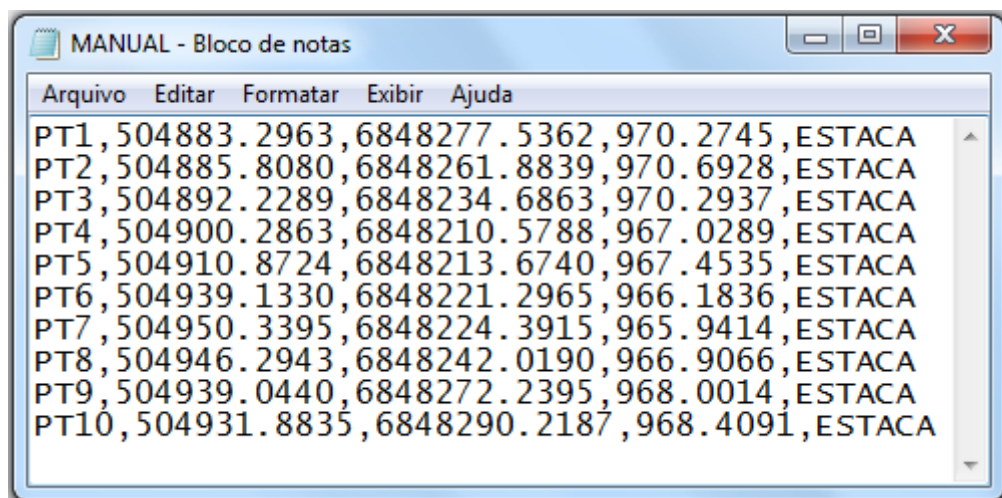 MANUAL - Bloco de notas
Arquivo Editar Formatar Exibir Ajuda
PT1,504883.2963,6848277.5362,970.2745,ESTACA
PT2,504885.8080,6848261.8839,970.6928,ESTACA
PT3,504892.2289,6848234.6863,970.2937,ESTACA
PT4,504900.2863,6848210.5788,967.0289,ESTACA
PT5,504910.8724,6848213.6740,967.4535,ESTACA
PT6,504939.1330,6848221.2965,966.1836,ESTACA
PT7,504950.3395,6848224.3915,965.9414,ESTACA
PT8,504946.2943,6848242.0190,966.9066,ESTACA
PT9,504939.0440,6848272.2395,968.0014,ESTACA
PT10,504931.8835,6848290.2187,968.4091,ESTACA